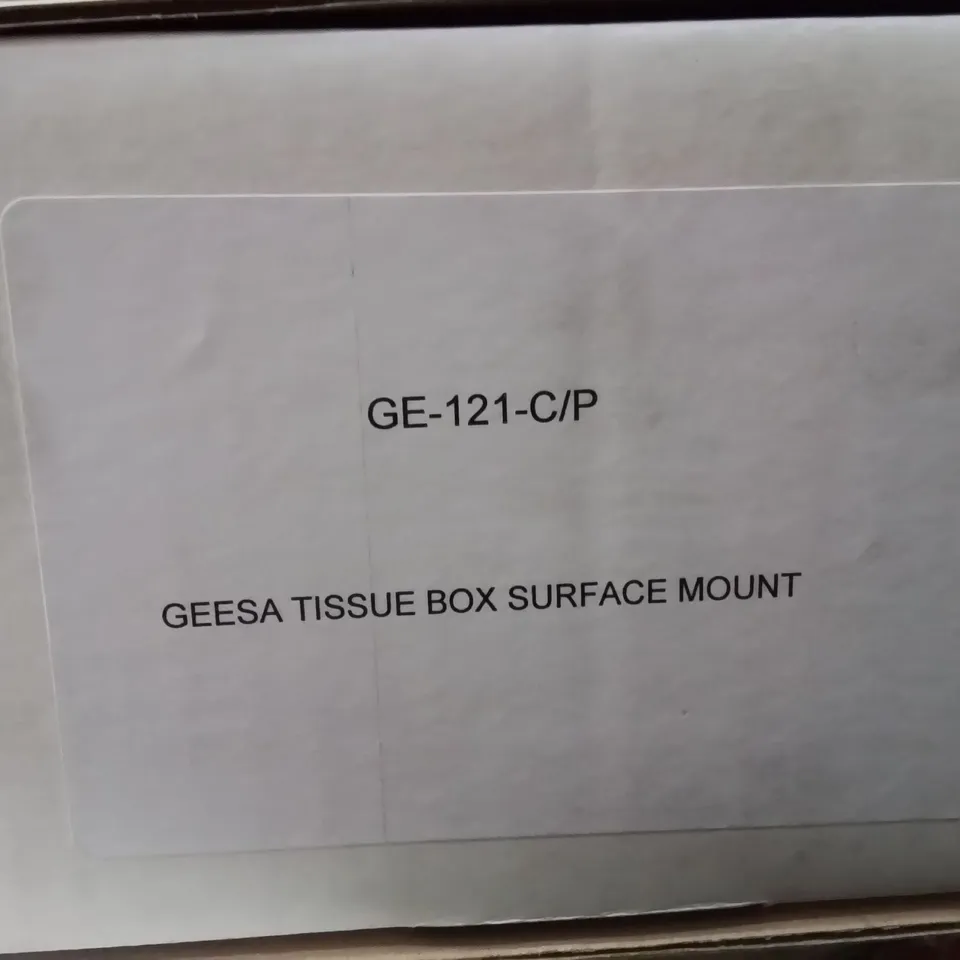 GE-121-C/P
GEESA TISSUE BOX SURFACE MOUNT